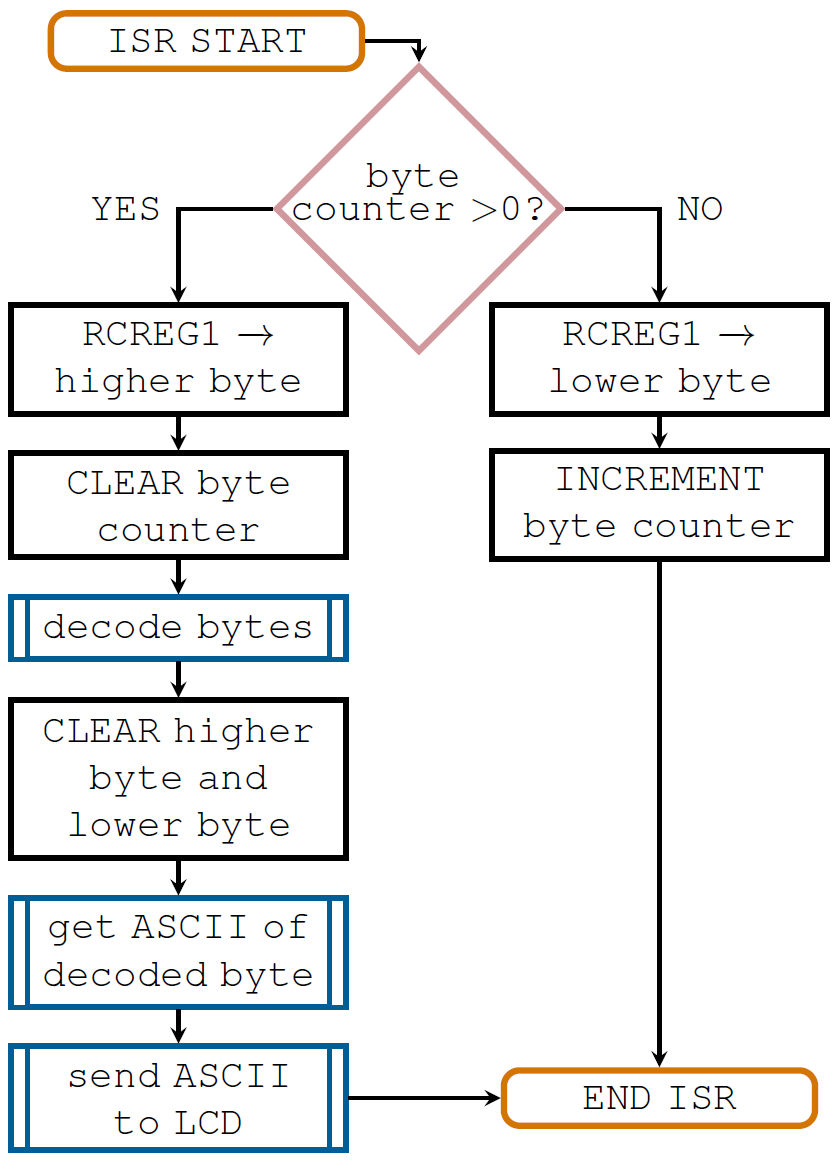 ISR START
byte
counter >0?
YES
NO
RCREG1 →
higher byte
RCREG1 →
lower byte
CLEAR byte
counter
INCREMENT
byte counter
decode bytes
CLEAR higher
byte and
lower byte
get ASCII of
decoded byte
send ASCII
to LCD
END ISR